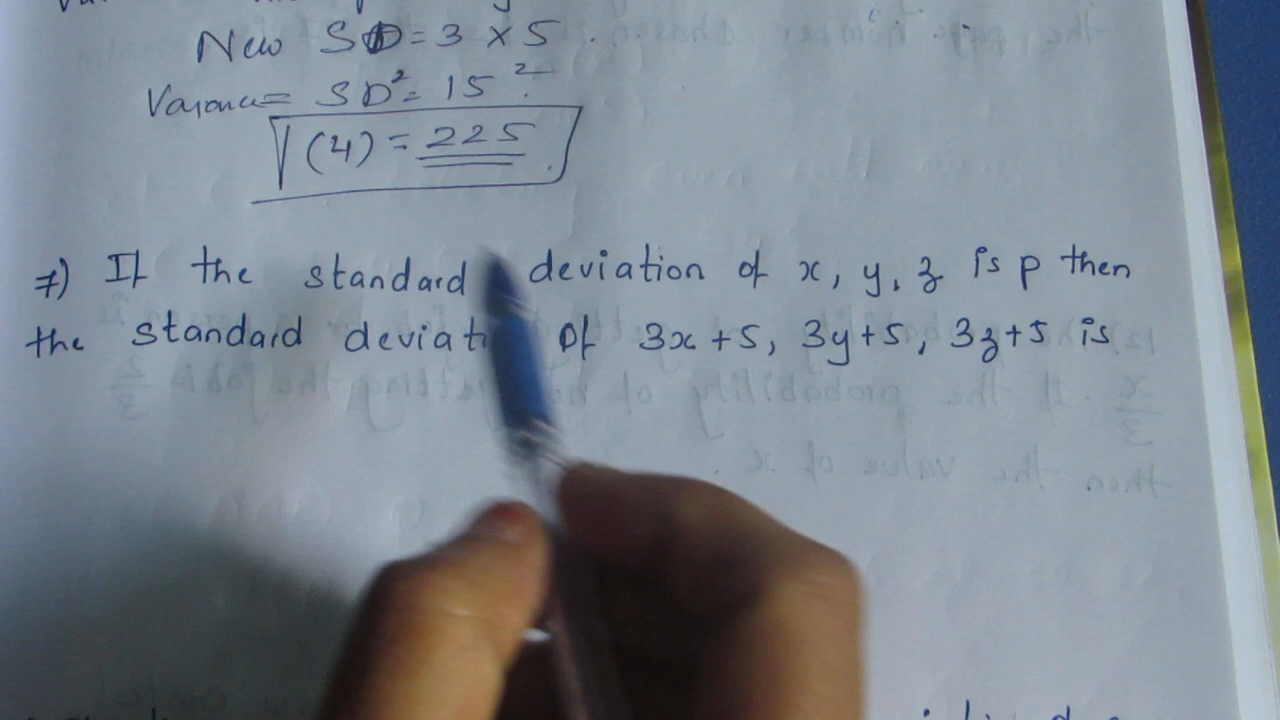 New SD = 3 × 5 .
Variance = SD² = 15².
(4) = 225
7) If the standard deviation of x, y, z is p then
the standard deviati of 3x+5, 3y+5, 3z+5 is